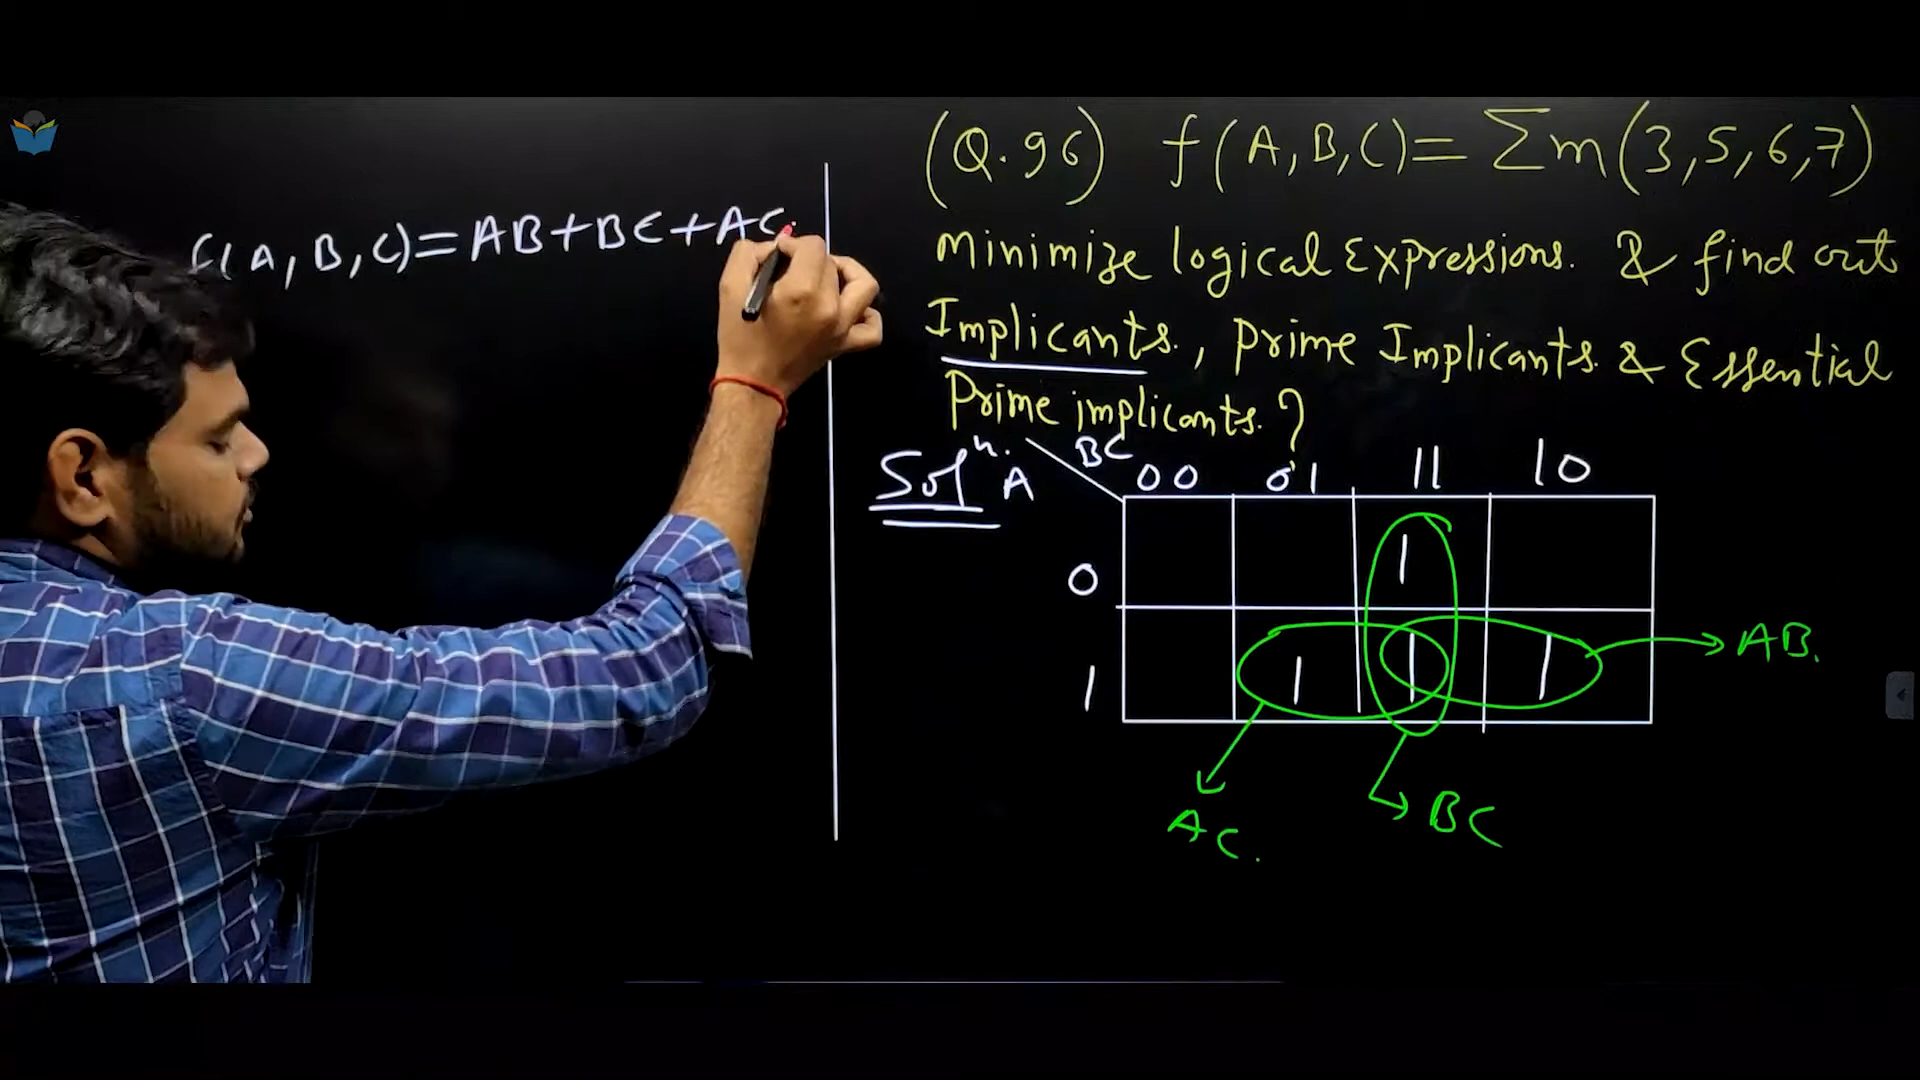 f(A, B, C) = AB + BC + AC
(Q.96) f(A, B, C) = Σm(3,5,6,7)
Minimize logical Expressions. & find out
Implicants, prime Implicants & Essential
Prime implicants. ?
Solⁿ. A BC 00 01 11 10
0 1
1 1 1 1
AB.
AC.
BC